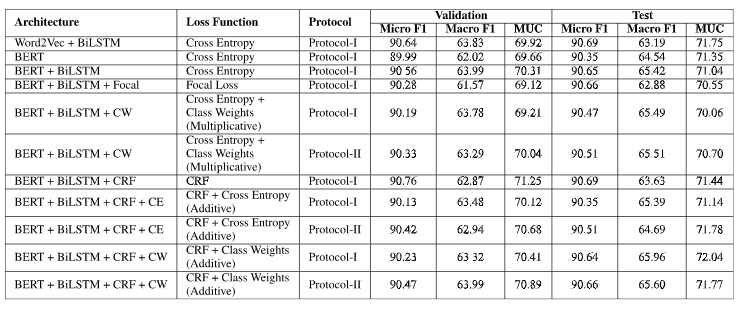 Architecture Loss Function Protocol Validation Test
Micro F1 Macro F1 MUC Micro F1 Macro F1 MUC
Word2Vec + BiLSTM Cross Entropy Protocol-I 90.64 63.83 69.92 90.69 63.19 71.75
BERT Cross Entropy Protocol-I 89.99 62.02 69.66 90.35 64.54 71.35
BERT + BiLSTM Cross Entropy Protocol-I 90 56 63.99 70.31 90.65 65.42 71.04
BERT + BiLSTM + Focal Focal Loss Protocol-I 90.28 61.57 69.12 90.66 62.88 70.55
Cross Entropy +
BERT + BiLSTM + CW Class Weights Protocol-I 90.19 63.78 69.21 90.47 65.49 70.06
(Multiplicative)
Cross Entropy +
BERT + BiLSTM + CW Class Weights Protocol-II 90.33 63.29 70.04 90.51 65.51 70.70
(Multiplicative)
BERT + BiLSTM + CRF CRF Protocol-I 90.76 62.87 71.25 90.69 63.63 71.44
BERT + BiLSTM + CRF + CE CRF + Cross Entropy Protocol-I 90.13 63.48 70.12 90.35 65.39 71.14
(Additive)
BERT + BiLSTM + CRF + CE CRF + Cross Entropy Protocol-II 90.42 62.94 70.68 90.51 64.69 71.78
(Additive)
BERT + BiLSTM + CRF + CW CRF + Class Weights Protocol-I 90.23 63 32 70.41 90.64 65.96 72.04
(Additive)
BERT + BiLSTM + CRF + CW CRF + Class Weights Protocol-II 90.47 63.99 70.89 90.66 65.60 71.77
(Additive)